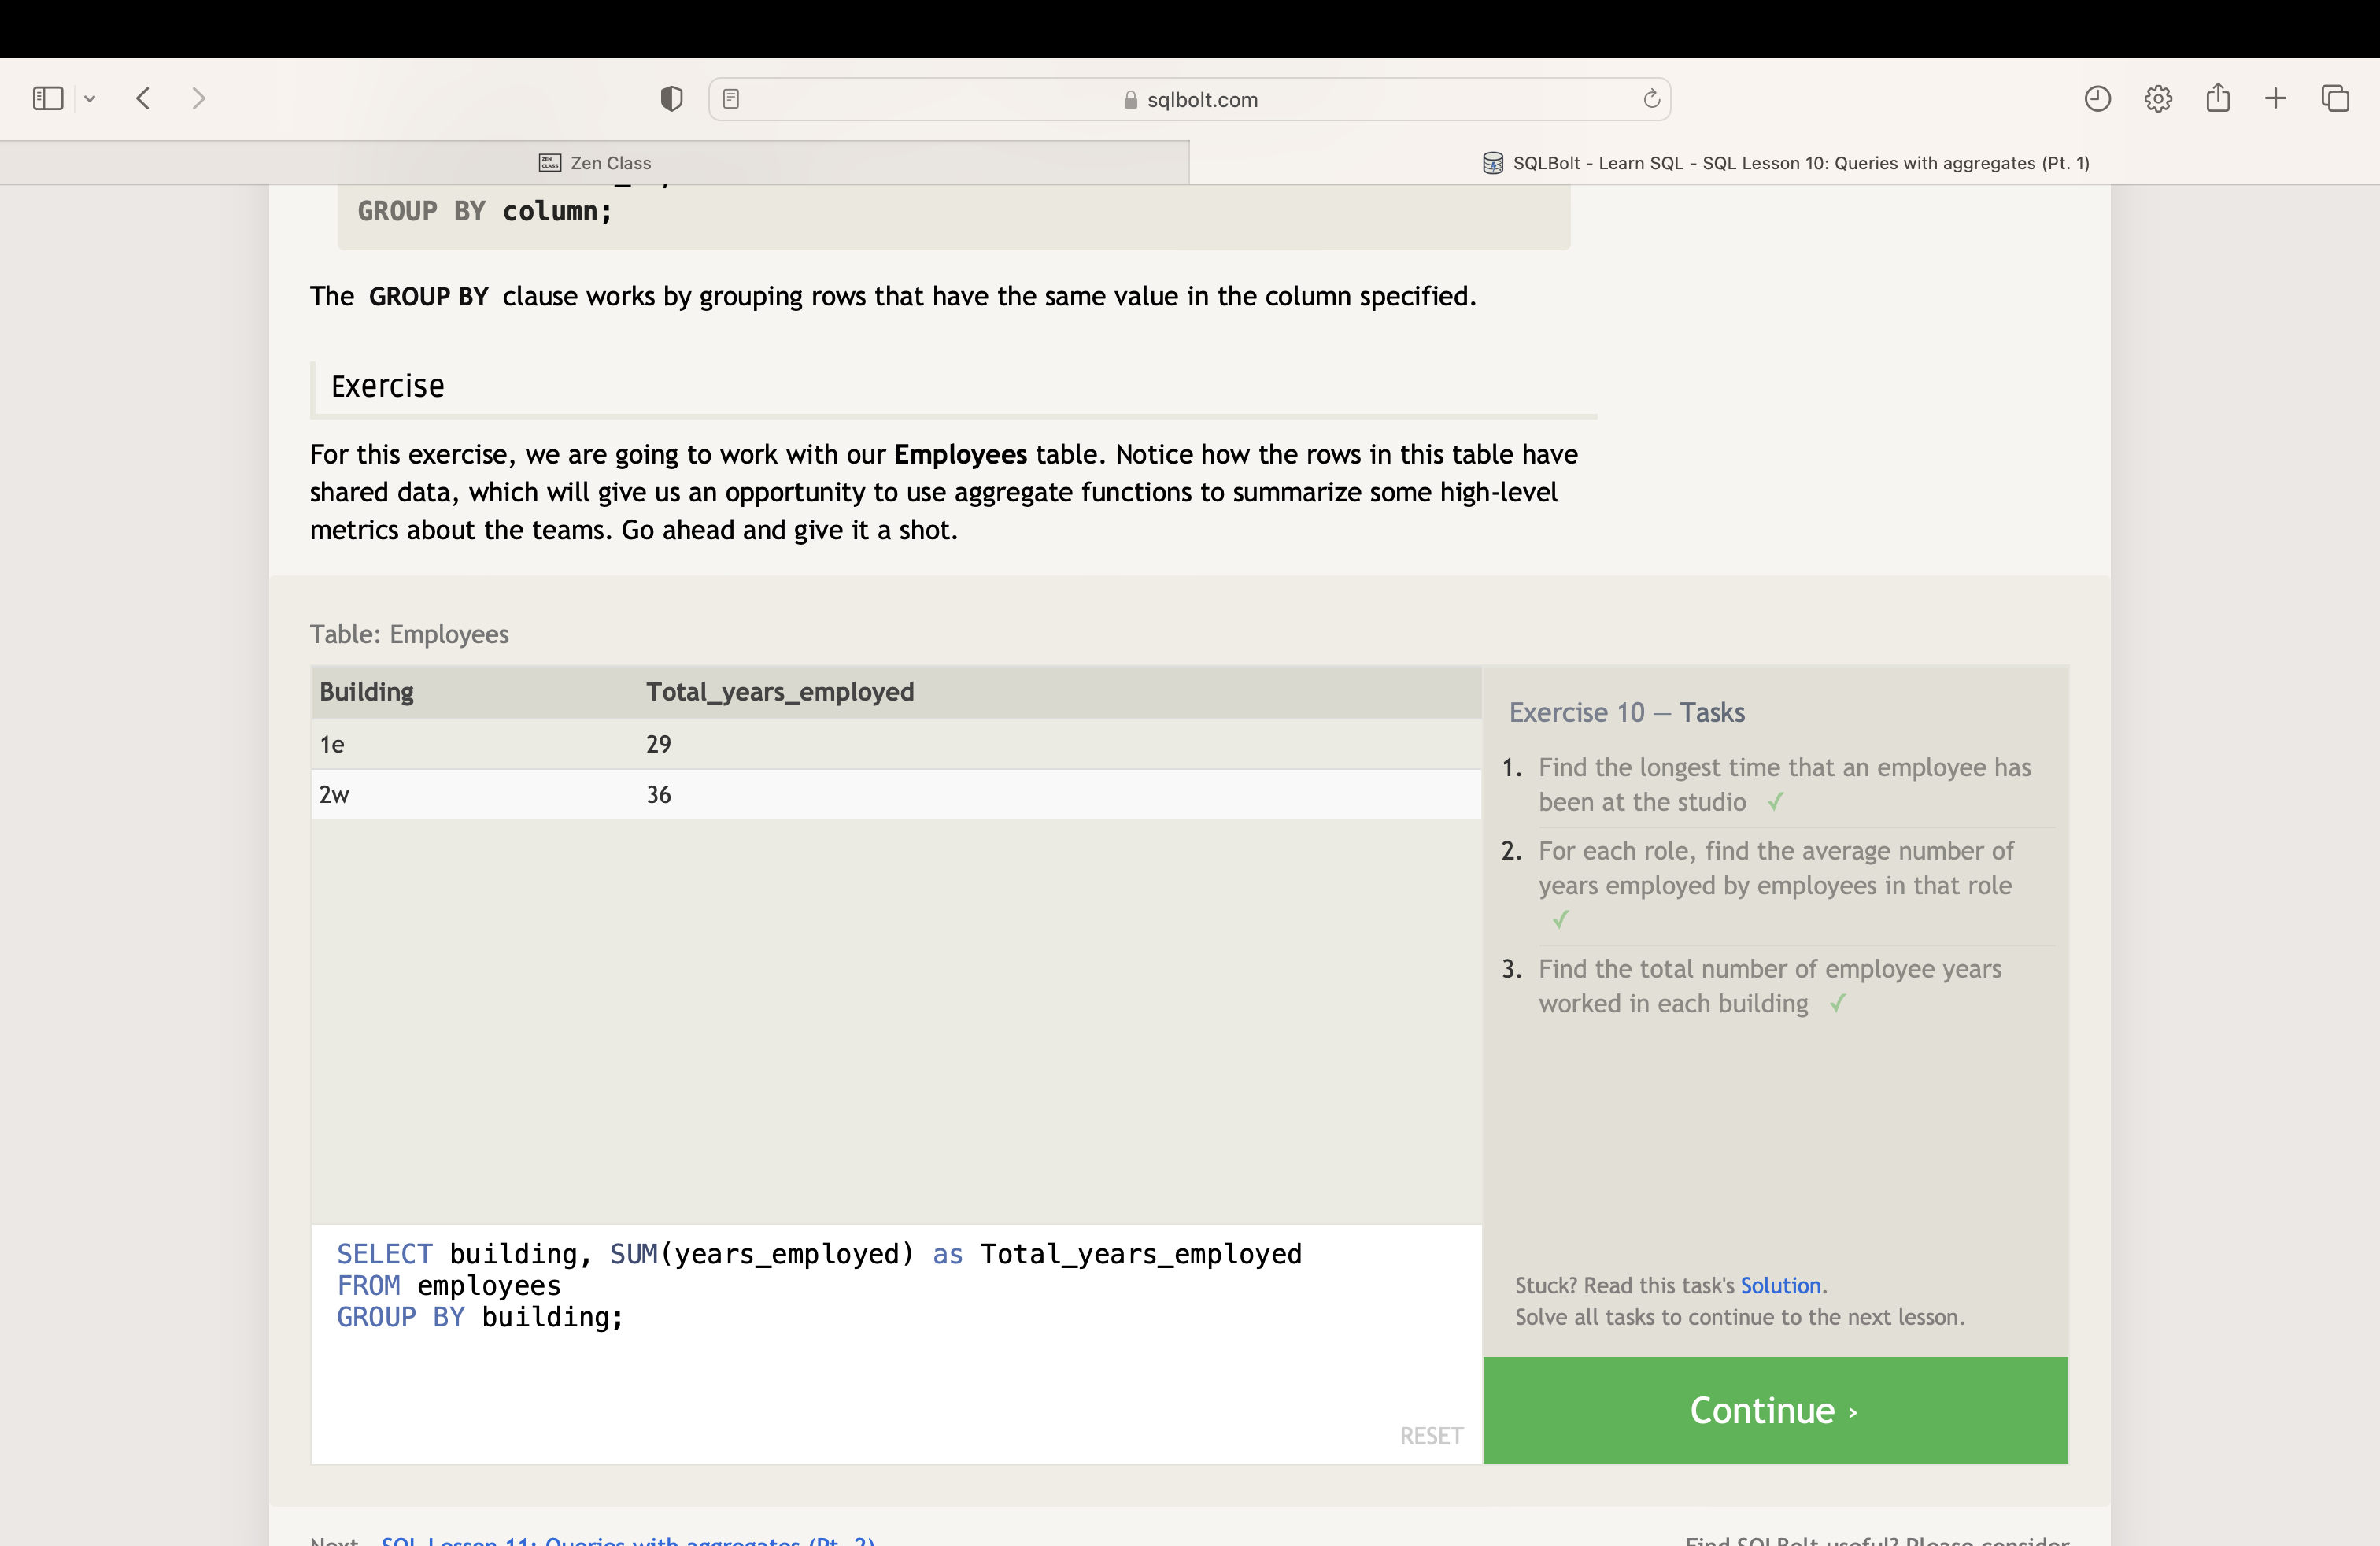 sqlbolt.com
ZEN CLASS Zen Class
SQLBolt - Learn SQL - SQL Lesson 10: Queries with aggregates (Pt. 1)
GROUP BY column;
The GROUP BY clause works by grouping rows that have the same value in the column specified.
Exercise
For this exercise, we are going to work with our Employees table. Notice how the rows in this table have
shared data, which will give us an opportunity to use aggregate functions to summarize some high-level
metrics about the teams. Go ahead and give it a shot.
Table: Employees
Building Total_years_employed
1e 29
2w 36
SELECT building, SUM(years_employed) as Total_years_employed
FROM employees
GROUP BY building;
RESET
Exercise 10 — Tasks
1. Find the longest time that an employee has
been at the studio ✓
2. For each role, find the average number of
years employed by employees in that role
✓
3. Find the total number of employee years
worked in each building ✓
Stuck? Read this task's Solution.
Solve all tasks to continue to the next lesson.
Continue ›
Next – SQL Lesson 11: Queries with aggregates (Pt. 2)
Find SQLBolt useful? Please consider